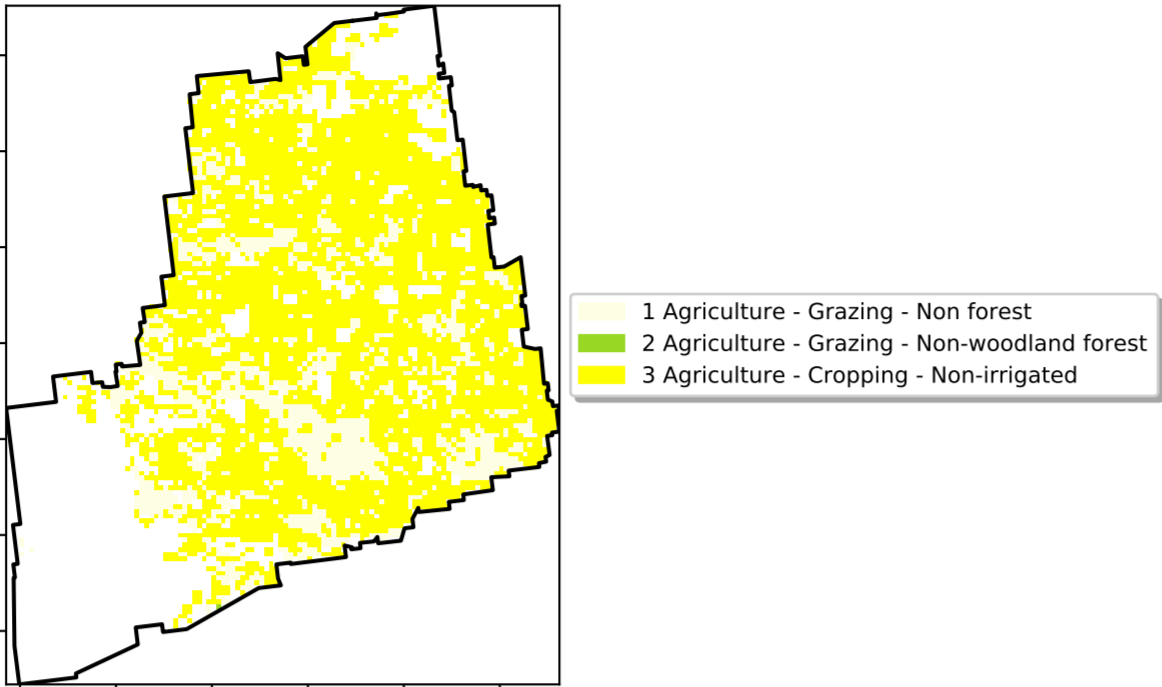 1 Agriculture - Grazing - Non forest
2 Agriculture - Grazing - Non-woodland forest
3 Agriculture - Cropping - Non-irrigated